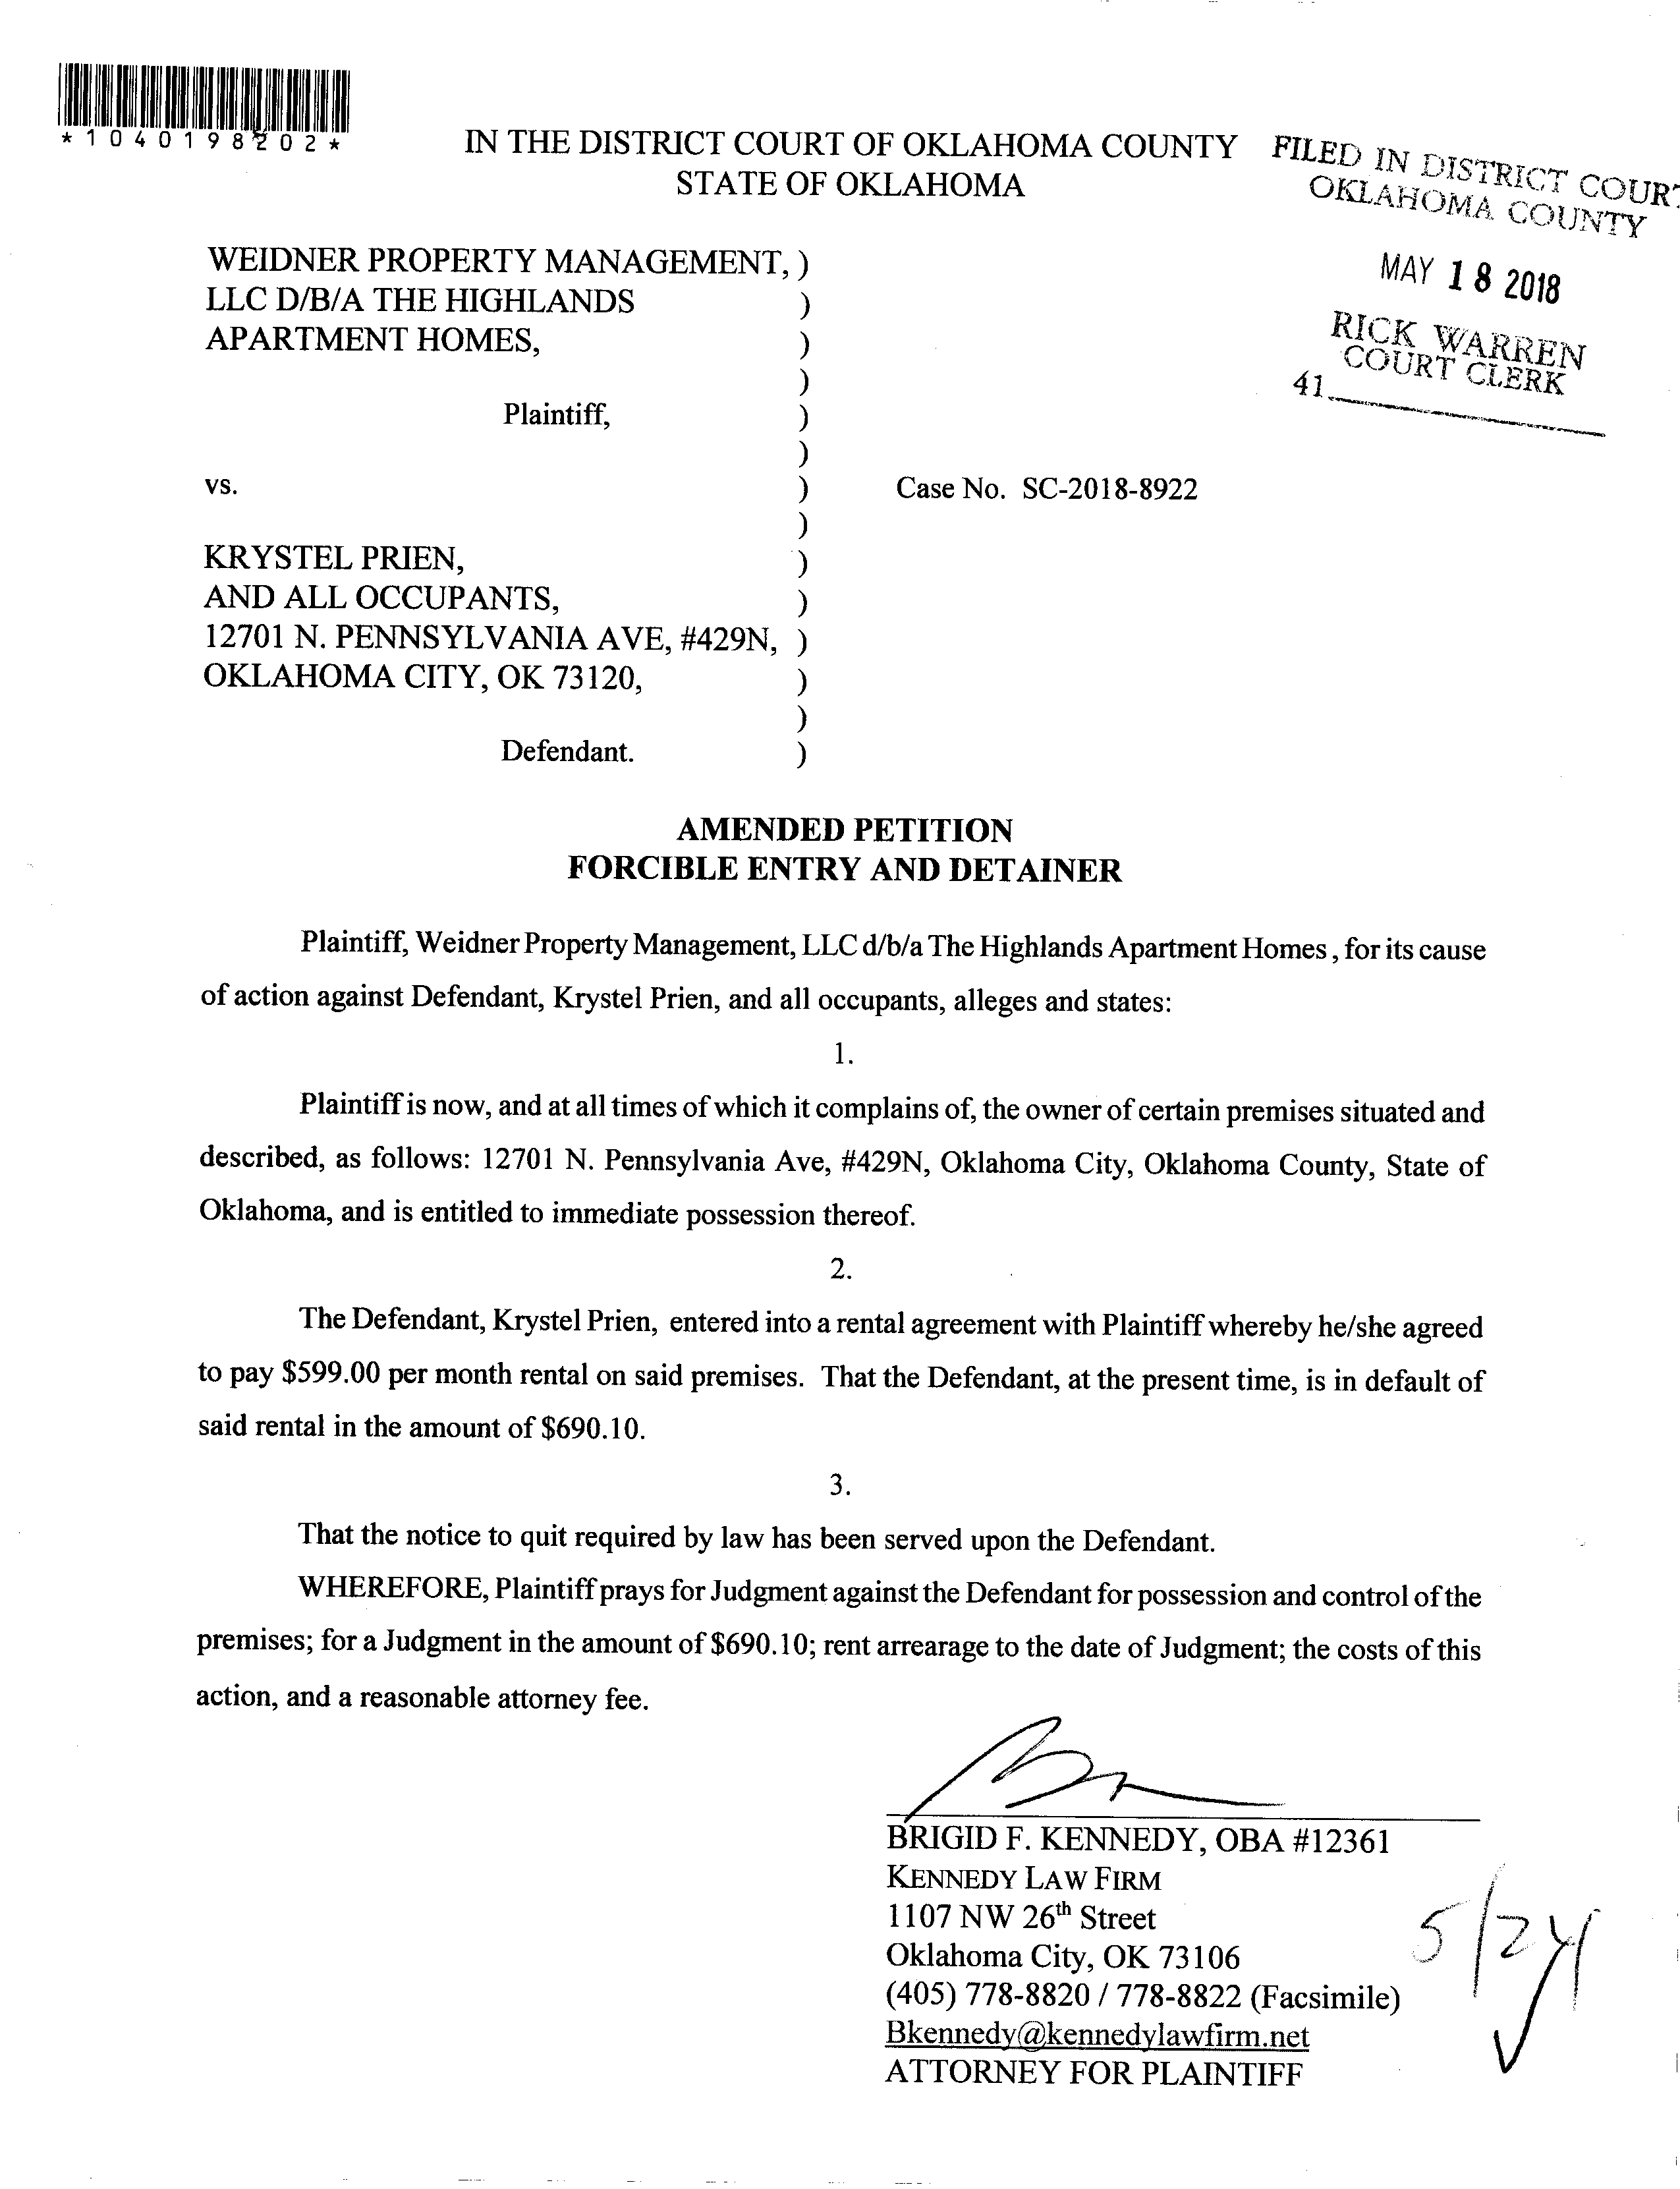 *1040198202*
IN THE DISTRICT COURT OF OKLAHOMA COUNTY
STATE OF OKLAHOMA
FILED IN DISTRICT COURT
OKLAHOMA COUNTY
MAY 18 2018
RICK WARREN
COURT CLERK
41
WEIDNER PROPERTY MANAGEMENT, )
LLC D/B/A THE HIGHLANDS )
APARTMENT HOMES, )
)
Plaintiff, )
)
vs. ) Case No. SC-2018-8922
)
KRYSTEL PRIEN, )
AND ALL OCCUPANTS, )
12701 N. PENNSYLVANIA AVE, #429N, )
OKLAHOMA CITY, OK 73120, )
)
Defendant. )
AMENDED PETITION
FORCIBLE ENTRY AND DETAINER
Plaintiff, Weidner Property Management, LLC d/b/a The Highlands Apartment Homes , for its cause
of action against Defendant, Krystel Prien, and all occupants, alleges and states:
1.
Plaintiff is now, and at all times of which it complains of, the owner of certain premises situated and
described, as follows: 12701 N. Pennsylvania Ave, #429N, Oklahoma City, Oklahoma County, State of
Oklahoma, and is entitled to immediate possession thereof.
2.
The Defendant, Krystel Prien, entered into a rental agreement with Plaintiff whereby he/she agreed
to pay $599.00 per month rental on said premises. That the Defendant, at the present time, is in default of
said rental in the amount of $690.10.
3.
That the notice to quit required by law has been served upon the Defendant.
WHEREFORE, Plaintiff prays for Judgment against the Defendant for possession and control of the
premises; for a Judgment in the amount of $690.10; rent arrearage to the date of Judgment; the costs of this
action, and a reasonable attorney fee.
BRIGID F. KENNEDY, OBA #12361
KENNEDY LAW FIRM
1107 NW 26th Street
Oklahoma City, OK 73106
(405) 778-8820 / 778-8822 (Facsimile)
Bkennedy@kennedylawfirm.net
ATTORNEY FOR PLAINTIFF
5/24